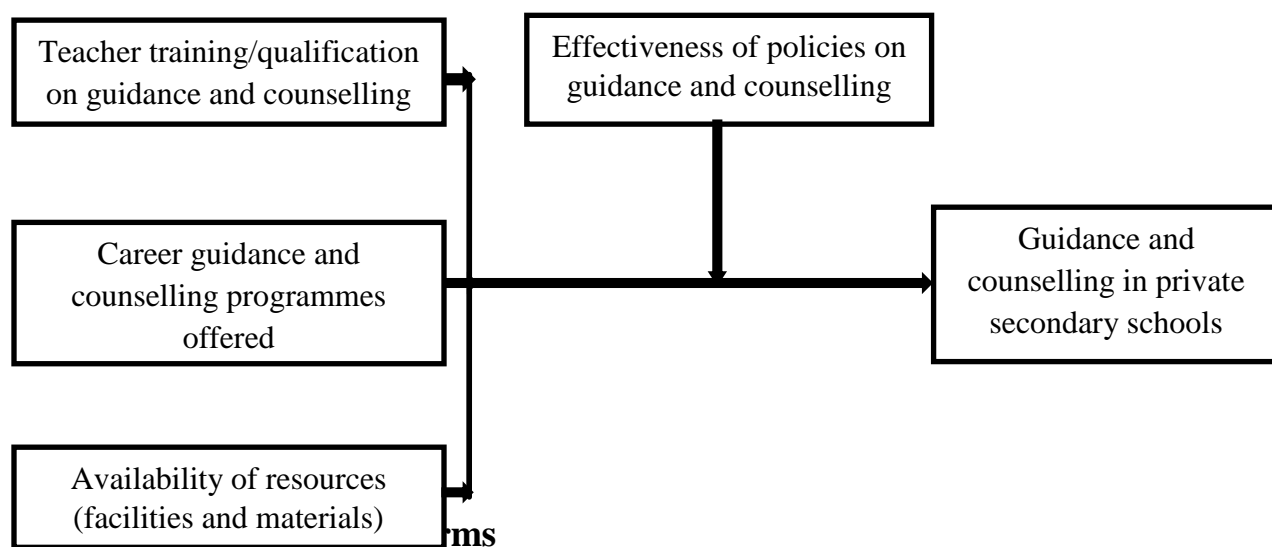 Teacher training/qualification
on guidance and counselling
Effectiveness of policies on
guidance and counselling
Career guidance and
counselling programmes
offered
Guidance and
counselling in private
secondary schools
Availability of resources
(facilities and materials)